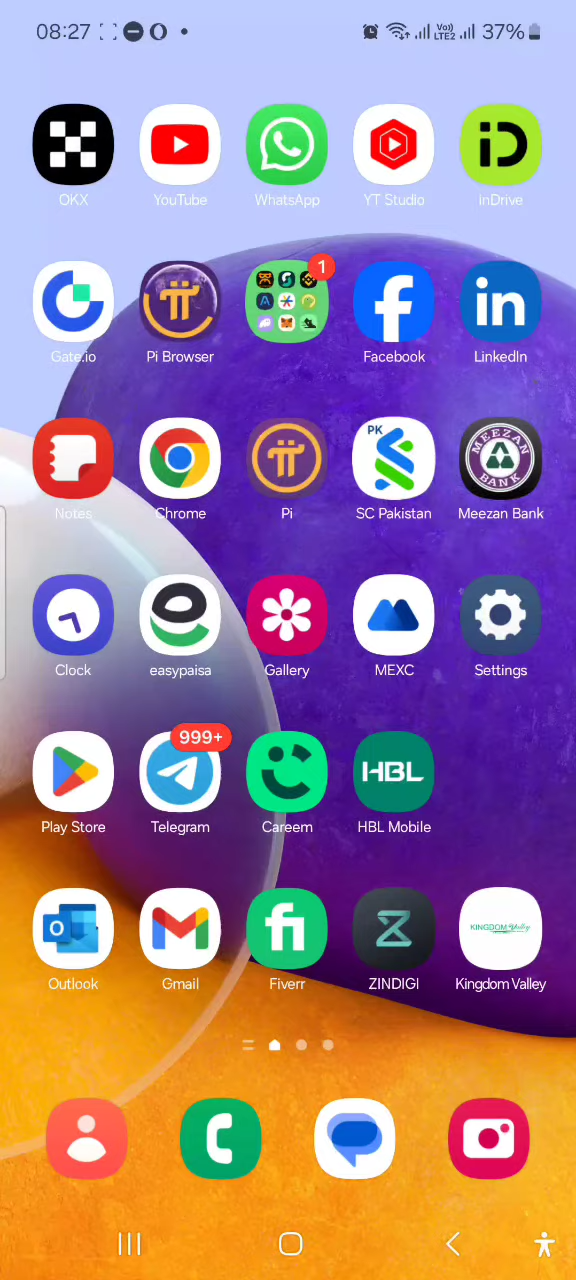 08:27 Vo)) LTE2 37%
OKX YouTube WhatsApp YT Studio inDrive
1
Gate.io Pi Browser Facebook LinkedIn
PK MEEZAN BANK
Notes Chrome Pi SC Pakistan Meezan Bank
Clock easypaisa Gallery MEXC Settings
999+
HBL
Play Store Telegram Careem HBL Mobile
KINGDOM Valley
Outlook Gmail Fiverr ZINDIGI Kingdom Valley